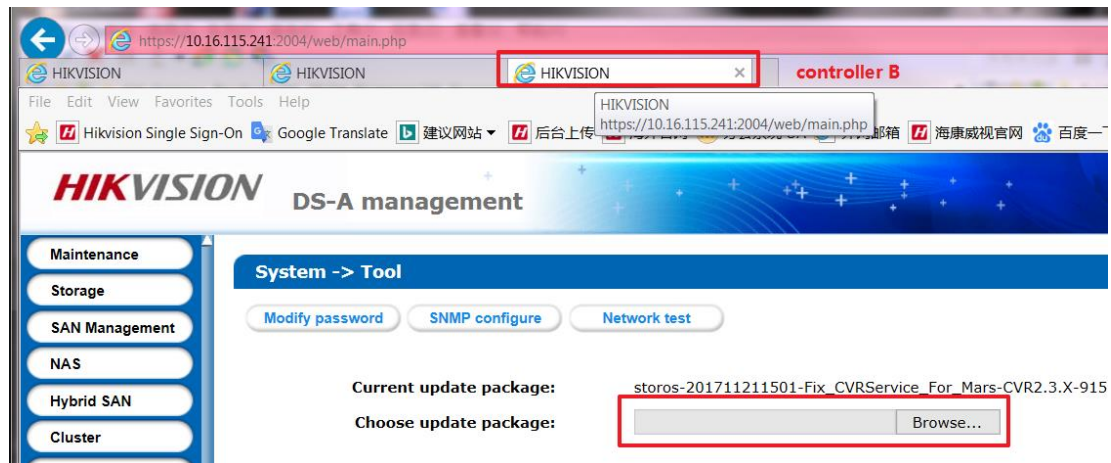 https://10.16.115.241:2004/web/main.php
HIKVISION HIKVISION HIKVISION × controller B
File Edit View Favorites Tools Help
HIKVISION
https://10.16.115.241:2004/web/main.php
Hikvision Single Sign-On Google Translate 建议网站 后台上传 邮箱 海康威视官网 百度一下
HIKVISION DS-A management
Maintenance
System -> Tool
Storage
Modify password SNMP configure Network test
SAN Management
NAS
Current update package: storos-201711211501-Fix_CVRService_For_Mars-CVR2.3.X-915
Hybrid SAN
Choose update package: Browse...
Cluster